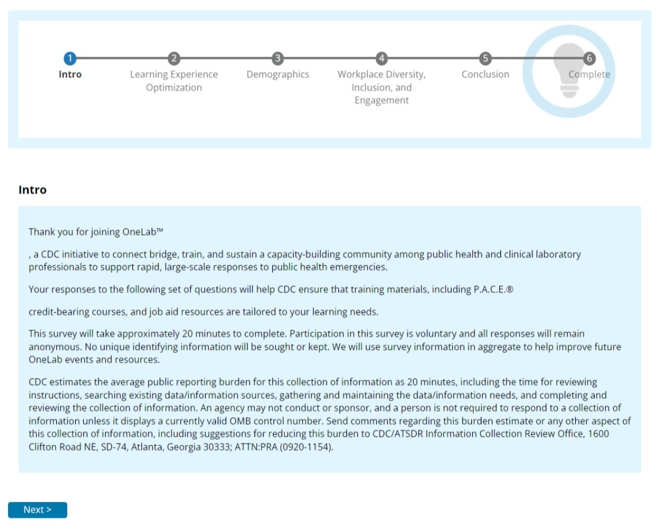 1 2 3 4 5 6
Intro Learning Experience Demographics Workplace Diversity, Conclusion Complete
Optimization Inclusion, and
Engagement
Intro
Thank you for joining OneLab™
, a CDC initiative to connect bridge, train, and sustain a capacity-building community among public health and clinical laboratory
professionals to support rapid, large-scale responses to public health emergencies.
Your responses to the following set of questions will help CDC ensure that training materials, including P.A.C.E.®
credit-bearing courses, and job aid resources are tailored to your learning needs.
This survey will take approximately 20 minutes to complete. Participation in this survey is voluntary and all responses will remain
anonymous. No unique identifying information will be sought or kept. We will use survey information in aggregate to help improve future
OneLab events and resources.
CDC estimates the average public reporting burden for this collection of information as 20 minutes, including the time for reviewing
instructions, searching existing data/information sources, gathering and maintaining the data/information needs, and completing and
reviewing the collection of information. An agency may not conduct or sponsor, and a person is not required to respond to a collection of
information unless it displays a currently valid OMB control number. Send comments regarding this burden estimate or any other aspect of
this collection of information, including suggestions for reducing this burden to CDC/ATSDR Information Collection Review Office, 1600
Clifton Road NE, SD-74, Atlanta, Georgia 30333; ATTN:PRA (0920-1154).
Next >